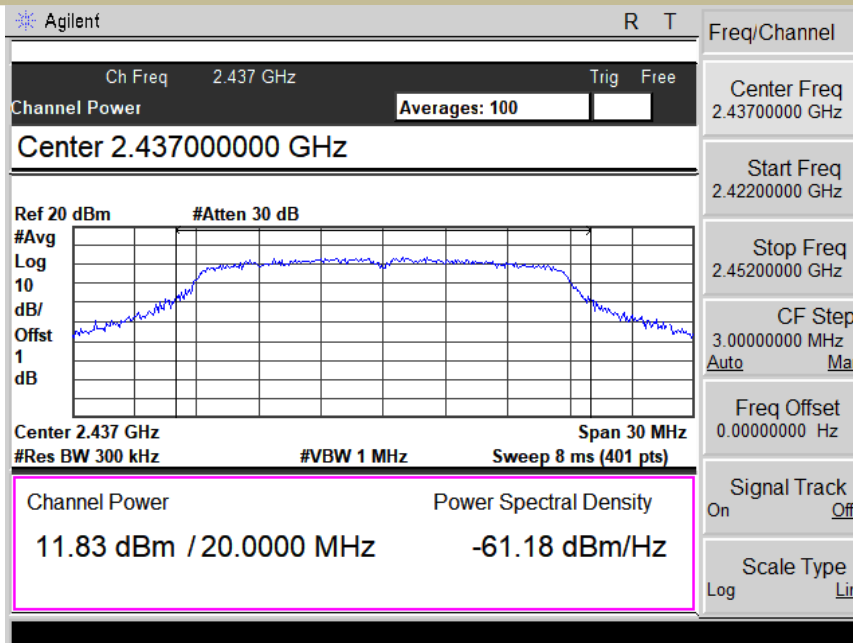 Agilent R T
Ch Freq 2.437 GHz Trig Free
Channel Power Averages: 100
Center 2.437000000 GHz
Ref 20 dBm #Atten 30 dB
#Avg
Log
10
dB/
Offst
1
dB
Center 2.437 GHz Span 30 MHz
#Res BW 300 kHz #VBW 1 MHz Sweep 8 ms (401 pts)
Channel Power Power Spectral Density
11.83 dBm / 20.0000 MHz -61.18 dBm/Hz
Freq/Channel
Center Freq
2.43700000 GHz
Start Freq
2.42200000 GHz
Stop Freq
2.45200000 GHz
CF Step
3.00000000 MHz
Auto Ma
Freq Offset
0.00000000 Hz
Signal Track
On Off
Scale Type
Log Lin